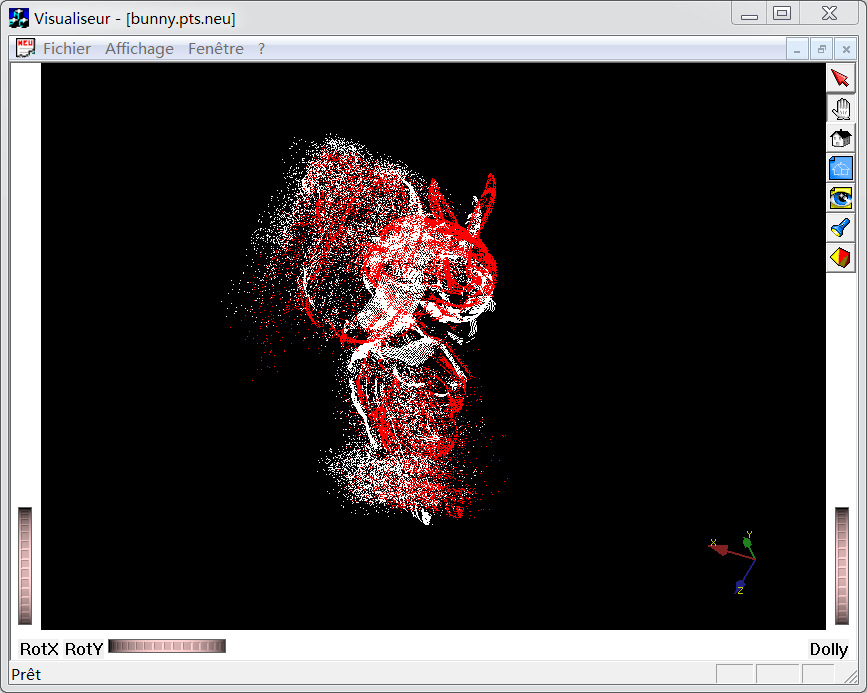 Visualiseur - [bunny.pts.neu]
NEU Fichier Affichage Fenêtre ?
Y
X
Z
RotX RotY Dolly
Prêt